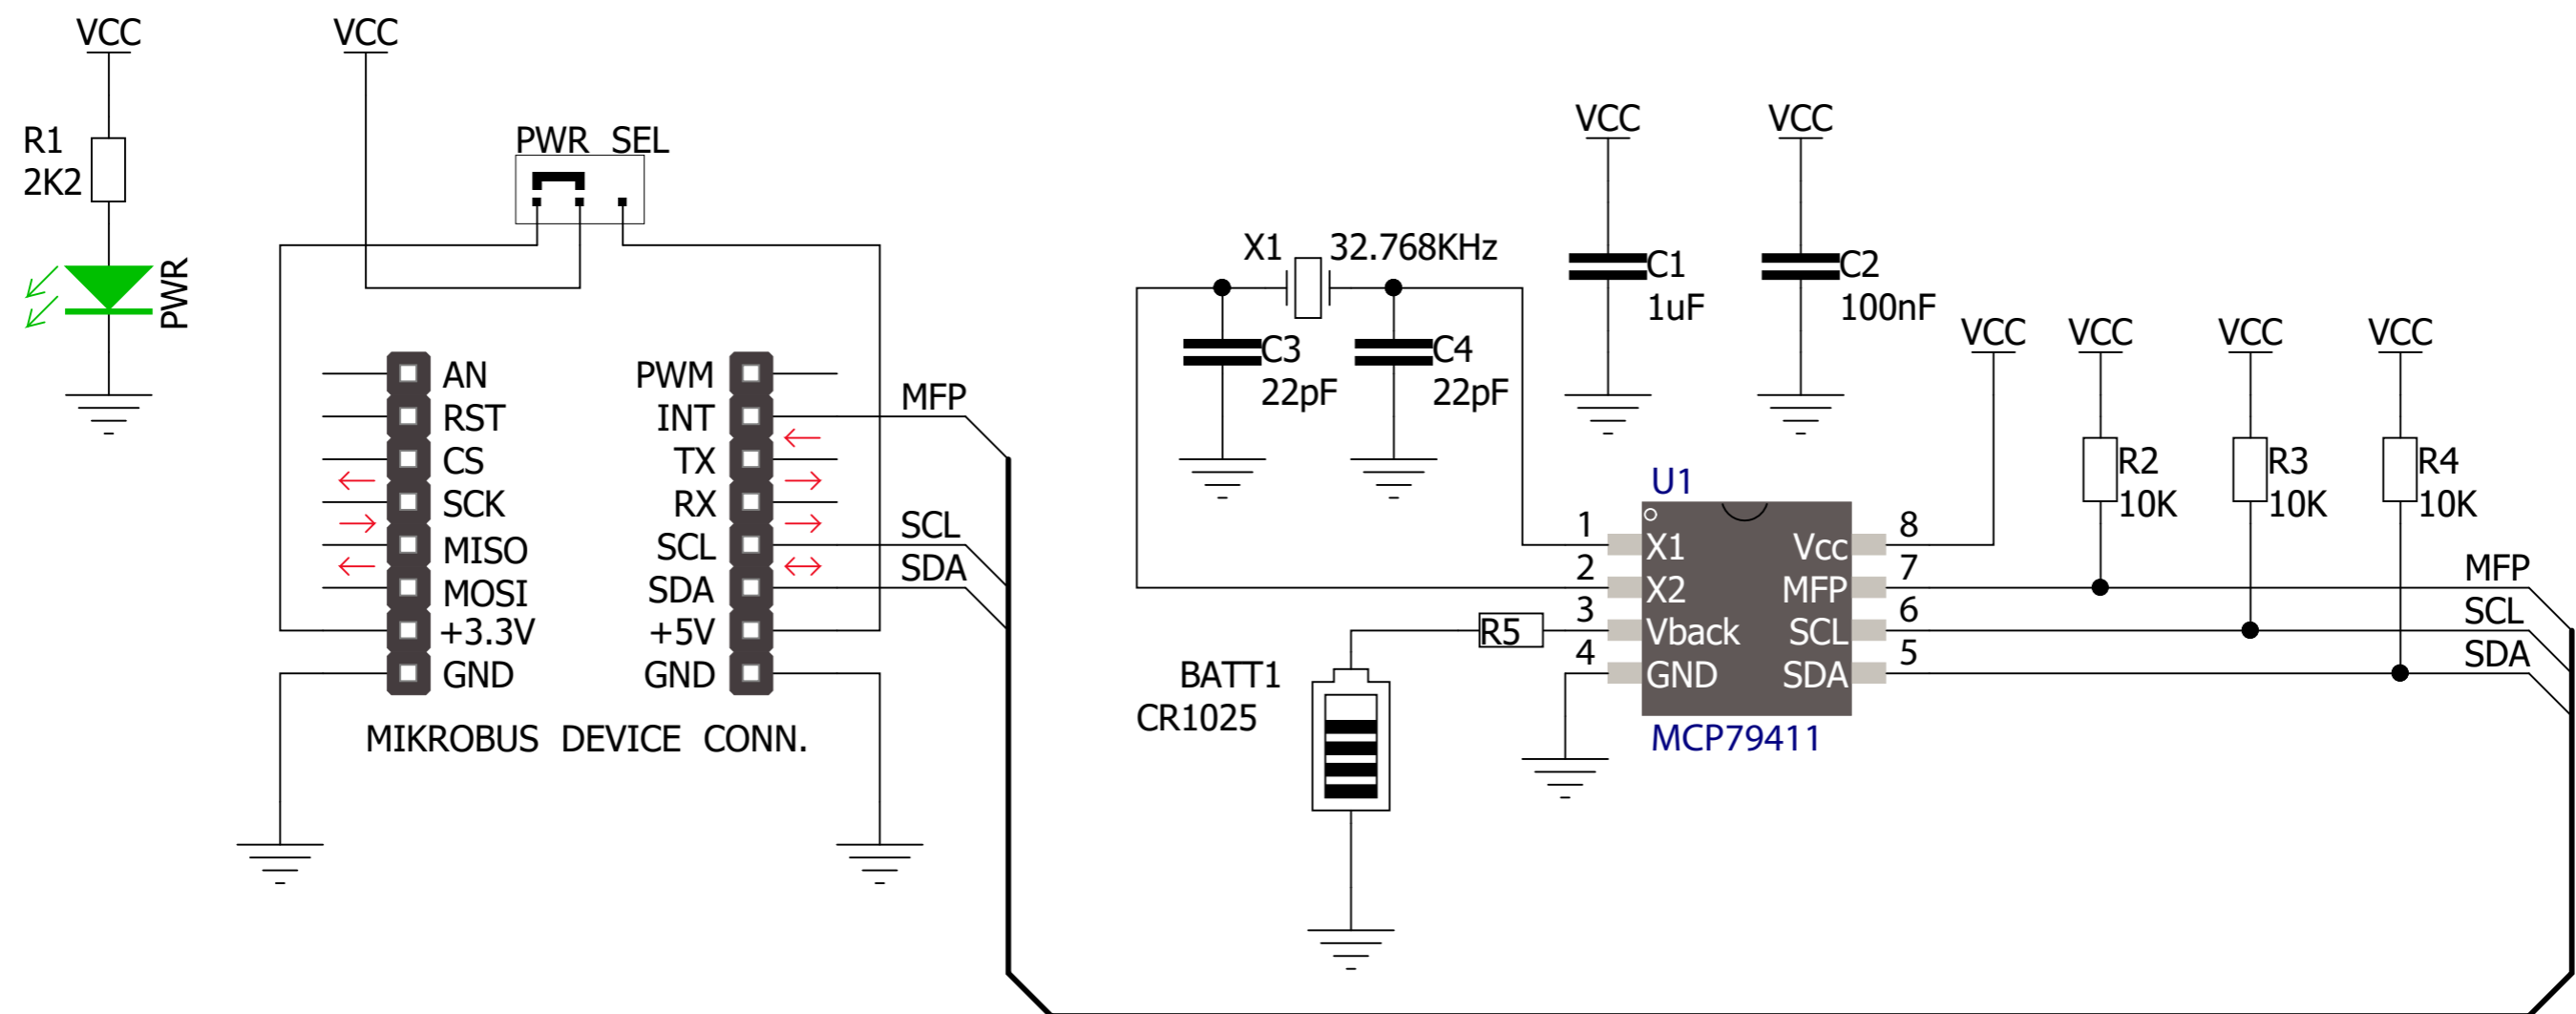 VCC
R1
2K2
PWR
VCC
PWR SEL
AN
RST
CS
SCK
MISO
MOSI
+3.3V
GND
PWM
INT
TX
RX
SCL
SDA
+5V
GND
MFP
SCL
SDA
MIKROBUS DEVICE CONN.
X1
32.768KHz
C3
22pF
C4
22pF
VCC
C1
1uF
VCC
C2
100nF
BATT1
CR1025
R5
U1
1
2
3
4
X1
X2
Vback
GND
Vcc
MFP
SCL
SDA
8
7
6
5
MCP79411
VCC
VCC
R2
10K
VCC
R3
10K
VCC
R4
10K
MFP
SCL
SDA